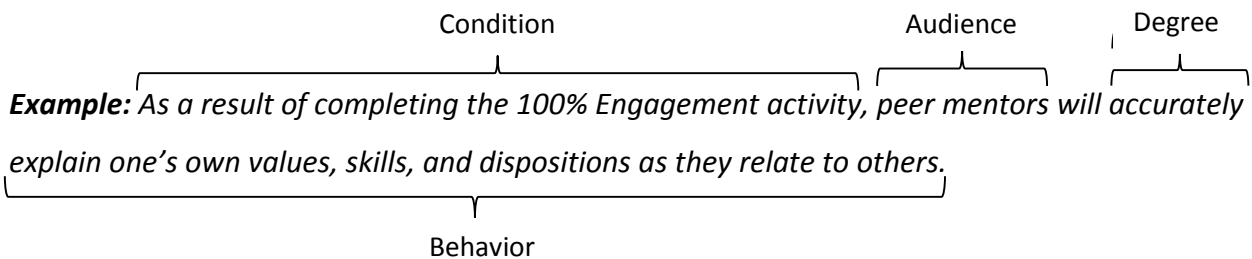 Condition Audience Degree
Example: As a result of completing the 100% Engagement activity, peer mentors will accurately
explain one’s own values, skills, and dispositions as they relate to others.
Behavior